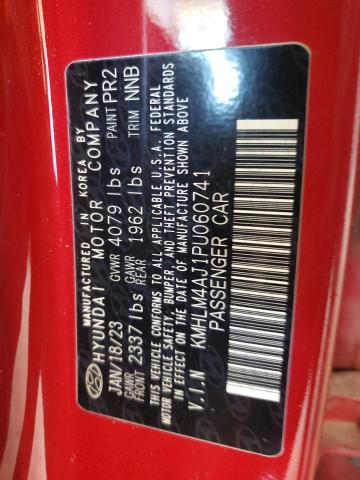 MANUFACTURED IN KOREA BY
HYUNDAI MOTOR COMPANY
JAN/18/23 GVWR 4079 lbs PAINT PR2
GAWR FRONT 2337 lbs GAWR REAR 1962 lbs TRIM NNB
THIS VEHICLE CONFORMS TO ALL APPLICABLE U.S.A. FEDERAL
MOTOR VEHICLE SAFETY, BUMPER, AND THEFT PREVENTION STANDARDS
IN EFFECT ON THE DATE OF MANUFACTURE SHOWN ABOVE
V.I.N KMHLM4AJ1PU060741
PASSENGER CAR